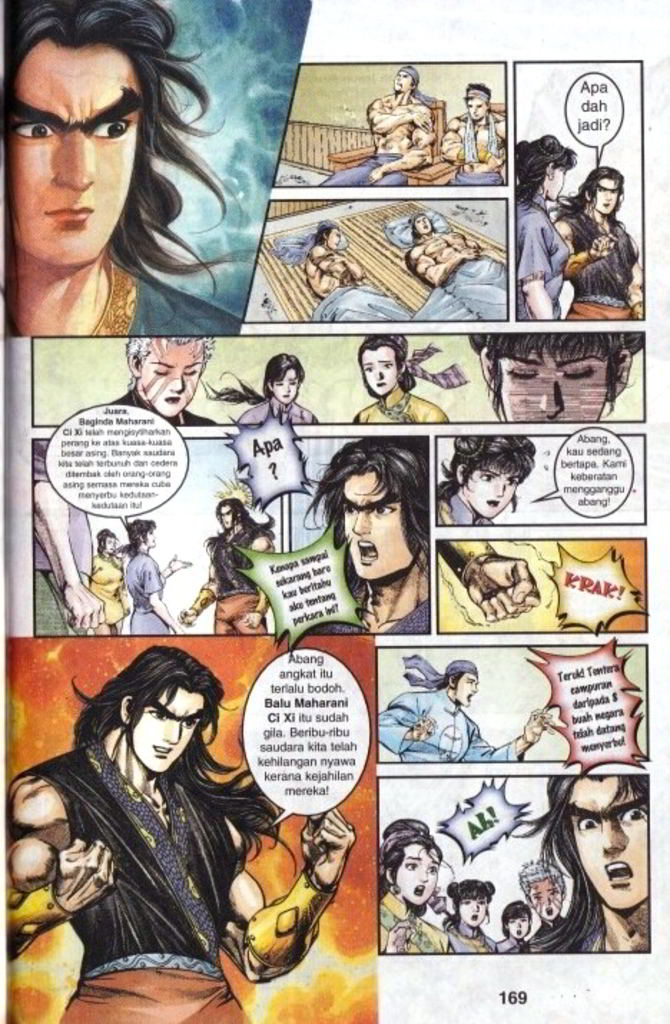 Apa
dah
jadi?
Juara,
Baginda Maharani
Ci Xi telah mengisytiharkan
perang ke atas kuasa-kuasa
besar asing. Banyak saudara
kita telah terbunuh dan cedera
ditembak oleh orang-orang
asing semasa mereka cuba
menyerbu kedutaan-
kedutaan itu!
Apa
?
Kenapa sampai
sekarang baru
kau beritahu
aku tentang
perkara ini?
Abang,
kau sedang
bertapa. Kami
keberatan
mengganggu
abang!
KRAK!
Abang
angkat itu
terlalu bodoh.
Balu Maharani
Ci Xi itu sudah
gila. Beribu-ribu
saudara kita telah
kehilangan nyawa
kerana kejahilan
mereka!
Teruk! Tentera
campuran
daripada 8
buah negara
telah datang
menyerbu!
Ah!
169